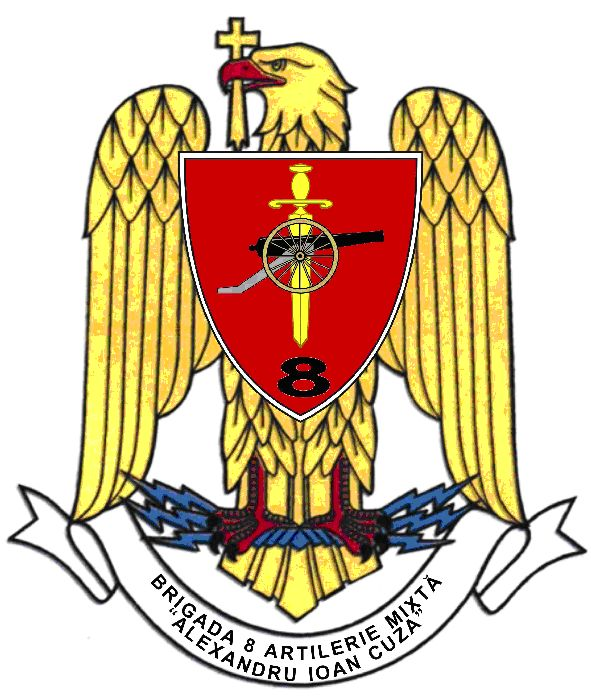 8
BRIGADA 8 ARTILERIE MIXTĂ
“ALEXANDRU IOAN CUZA”